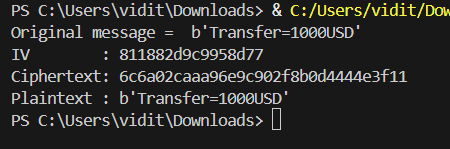 PS C:\Users\vidit\Downloads> & C:/Users/vidit/Dow
Original message =  b'Transfer=1000USD'
IV        : 811882d9c9958d77
Ciphertext: 6c6a02caaa96e9c902f8b0d4444e3f11
Plaintext : b'Transfer=1000USD'
PS C:\Users\vidit\Downloads>